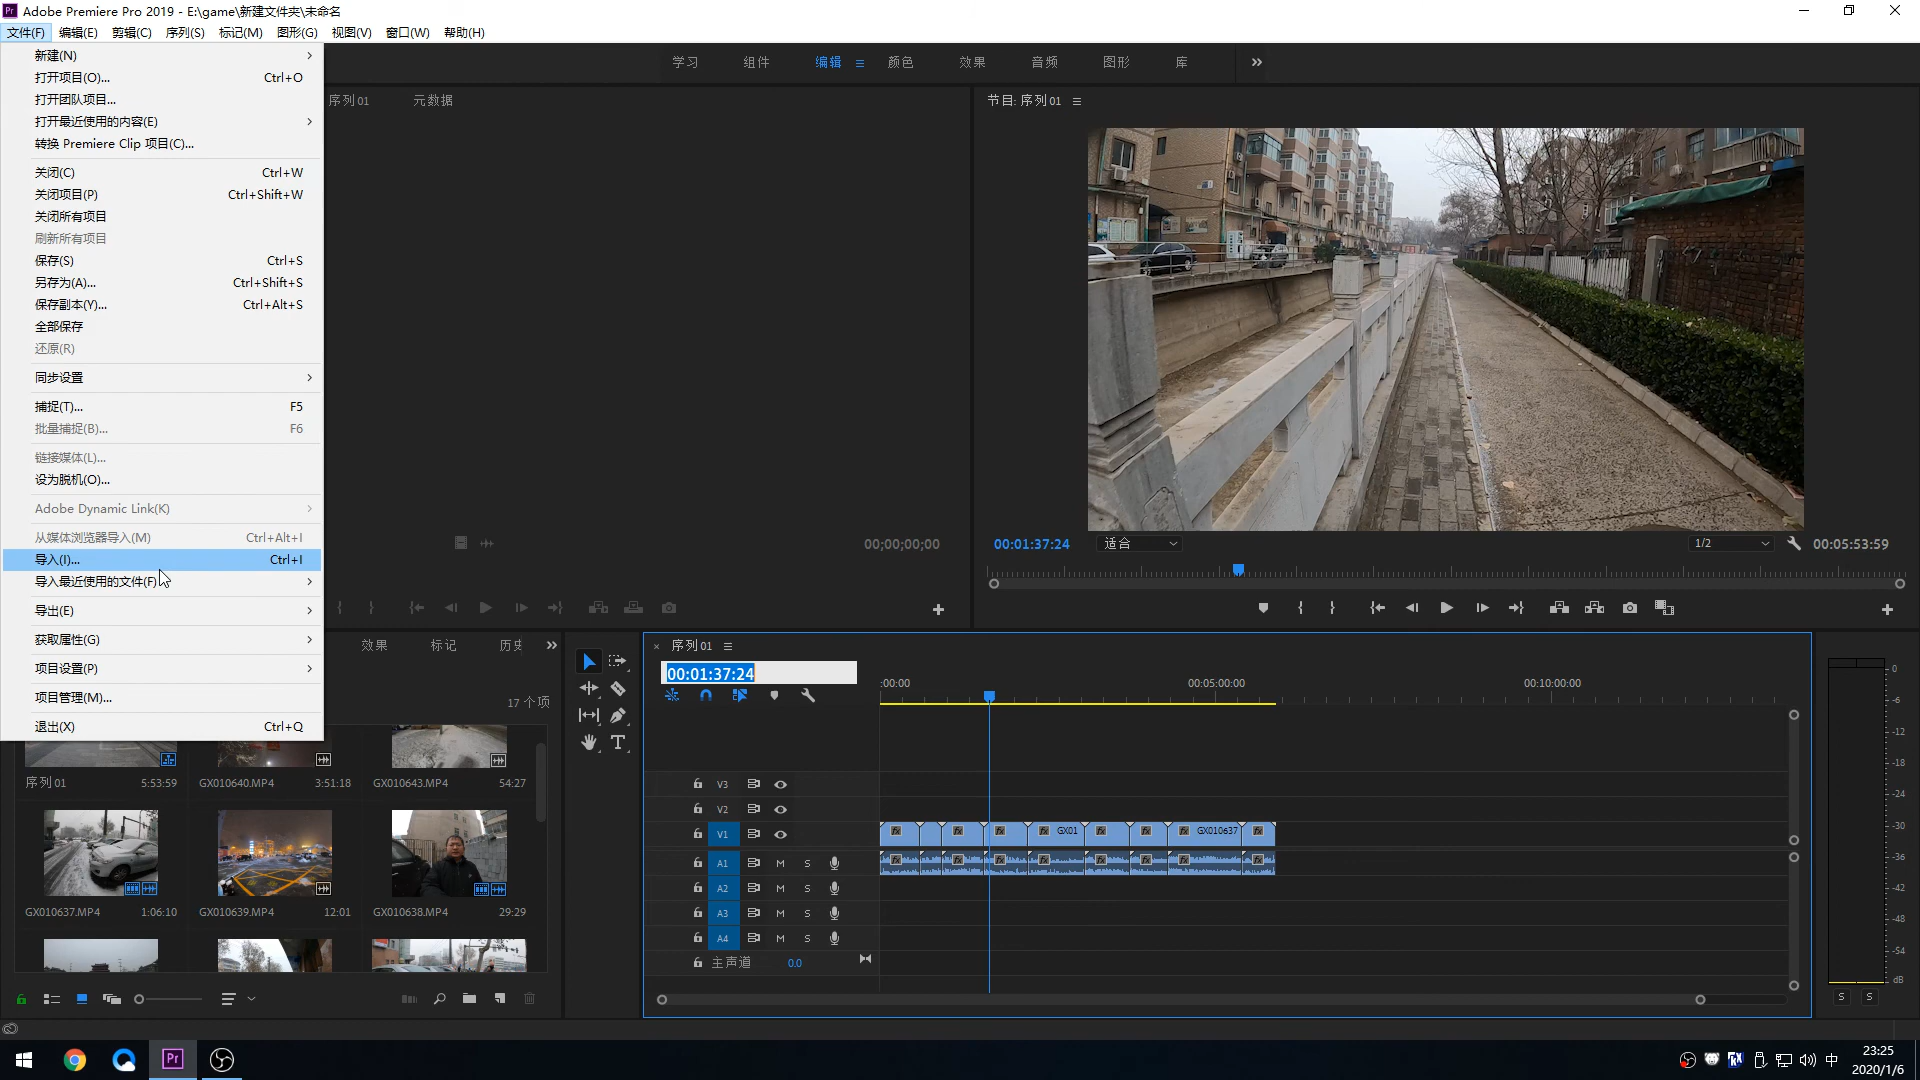 Adobe Premiere Pro 2019 - E:\game\新建文件夹\未命名
文件(F) 编辑(E) 剪辑(C) 序列(S) 标记(M) 图形(G) 视图(V) 窗口(W) 帮助(H)
新建(N)
打开项目(O)... Ctrl+O
打开团队项目...
打开最近使用的内容(E)
转换 Premiere Clip 项目(C)...
关闭(C) Ctrl+W
关闭项目(P) Ctrl+Shift+W
关闭所有项目
刷新所有项目
保存(S) Ctrl+S
另存为(A)... Ctrl+Shift+S
保存副本(Y)... Ctrl+Alt+S
全部保存
还原(R)
同步设置
捕捉(T)... F5
批量捕捉(B)... F6
链接媒体(L)...
设为脱机(O)...
Adobe Dynamic Link(K)
从媒体浏览器导入(M) Ctrl+Alt+I
导入(I)... Ctrl+I
导入最近使用的文件(F)
导出(E)
获取属性(G)
项目设置(P)
项目管理(M)...
退出(X) Ctrl+Q
学习 组件 编辑 颜色 效果 音频 图形 库
序列 01 元数据
00;00;00;00
节目: 序列 01
00:01:37:24 适合 1/2 00:05:53:59
效果 标记 历史
17 个项
序列 01 5:53:59 GX010640.MP4 3:51:18 GX010643.MP4 54:27
GX010637.MP4 1:06:10 GX010639.MP4 12:01 GX010638.MP4 29:29
序列 01
00:01:37:24
:00:00 00:05:00:00 00:10:00:00
V3
V2
V1 GX01 GX010637
A1 M S
A2 M S
A3 M S
A4 M S
主声道 0.0
0
-6
-12
-18
-24
-30
-36
-42
-48
-54
dB
S S
中
23:25
2020/1/6